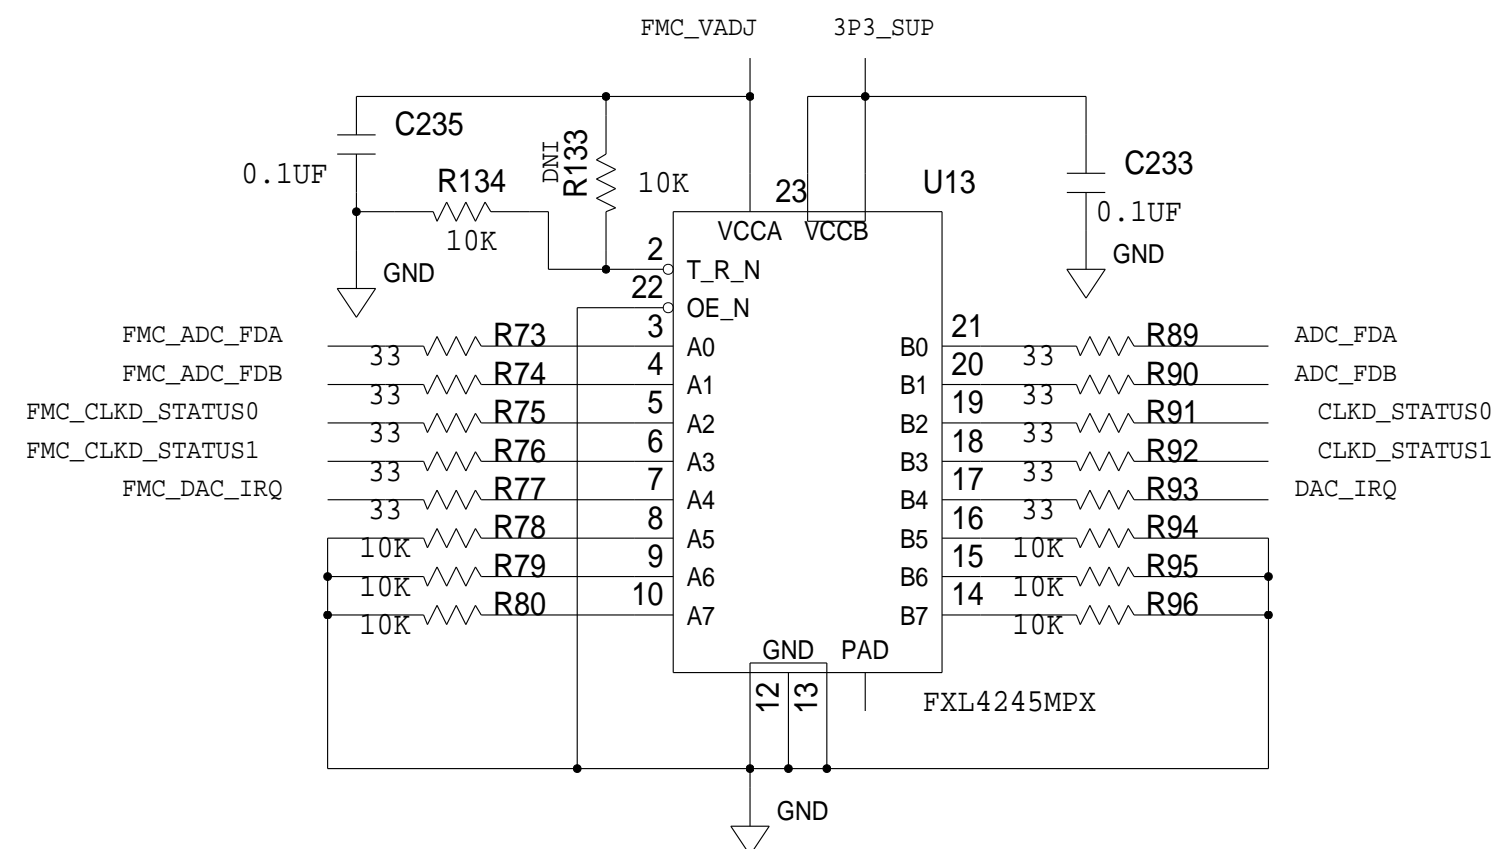 FMC_VADJ 3P3_SUP
C235
0.1UF
R134
10K
DNI
R133
10K
23
U13
C233
0.1UF
GND
GND
VCCA VCCB
2 T_R_N
22 OE_N
FMC_ADC_FDA 33 R73 3 A0 B0 21 33 R89 ADC_FDA
FMC_ADC_FDB 33 R74 4 A1 B1 20 33 R90 ADC_FDB
FMC_CLKD_STATUS0 33 R75 5 A2 B2 19 33 R91 CLKD_STATUS0
FMC_CLKD_STATUS1 33 R76 6 A3 B3 18 33 R92 CLKD_STATUS1
FMC_DAC_IRQ 33 R77 7 A4 B4 17 33 R93 DAC_IRQ
10K R78 8 A5 B5 16 10K R94
10K R79 9 A6 B6 15 10K R95
10K R80 10 A7 B7 14 10K R96
GND PAD
12 13
FXL4245MPX
GND